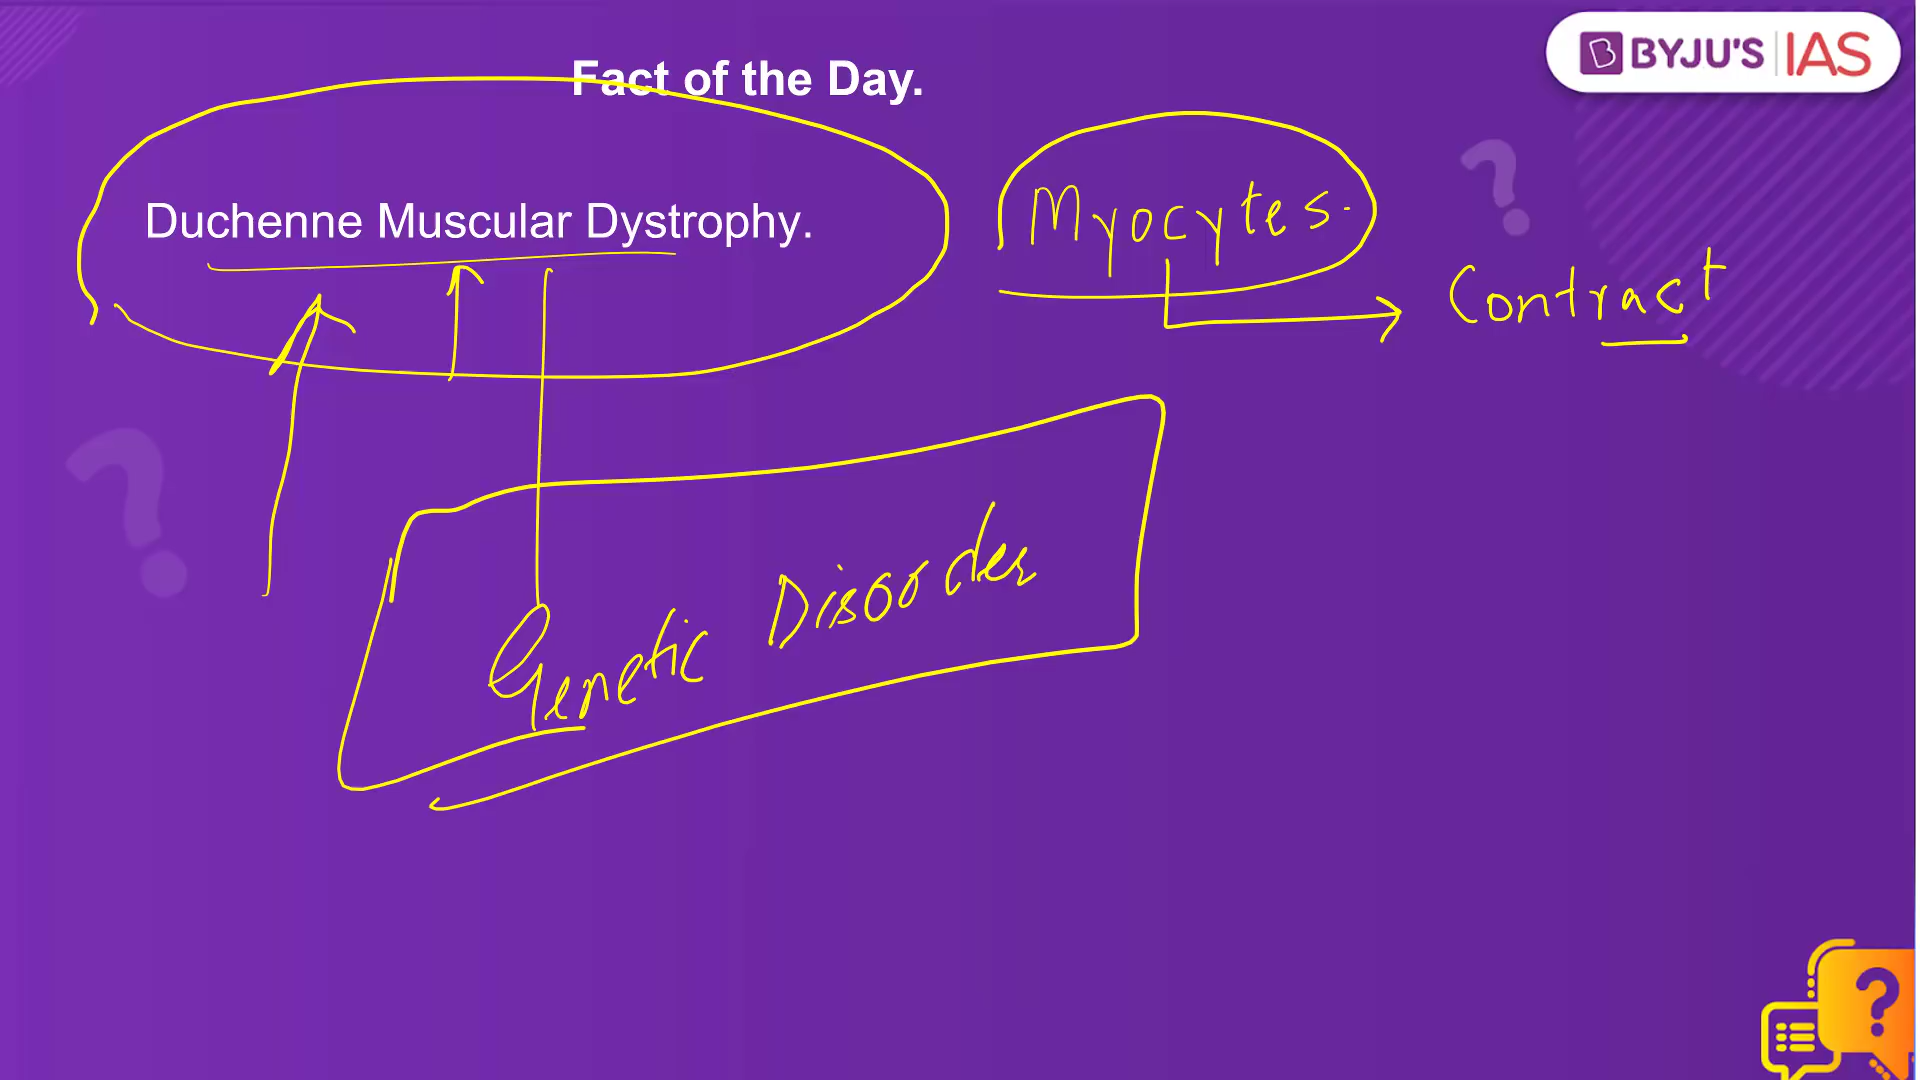 BYJU'S IAS
Fact of the Day.
Duchenne Muscular Dystrophy.
Myocytes.
Contract
Genetic Disorder